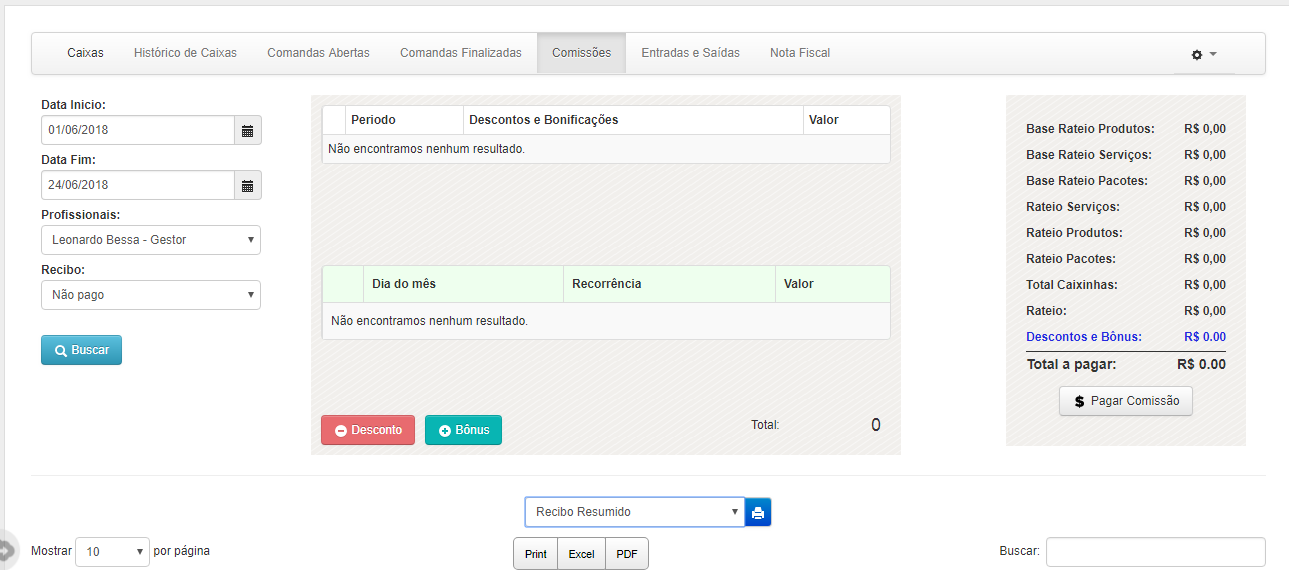 Caixas Histórico de Caixas Comandas Abertas Comandas Finalizadas Comissões Entradas e Saídas Nota Fiscal
Data Inicio:
01/06/2018
Data Fim:
24/06/2018
Profissionais:
Leonardo Bessa - Gestor
Recibo:
Não pago
Buscar
Periodo Descontos e Bonificações Valor
Não encontramos nenhum resultado.
Dia do mês Recorrência Valor
Não encontramos nenhum resultado.
Desconto Bônus Total: 0
Base Rateio Produtos: R$ 0,00
Base Rateio Serviços: R$ 0,00
Base Rateio Pacotes: R$ 0,00
Rateio Serviços: R$ 0,00
Rateio Produtos: R$ 0,00
Rateio Pacotes: R$ 0,00
Total Caixinhas: R$ 0,00
Rateio: R$ 0,00
Descontos e Bônus: R$ 0.00
Total a pagar: R$ 0.00
$ Pagar Comissão
Recibo Resumido
Mostrar 10 por página Print Excel PDF Buscar: